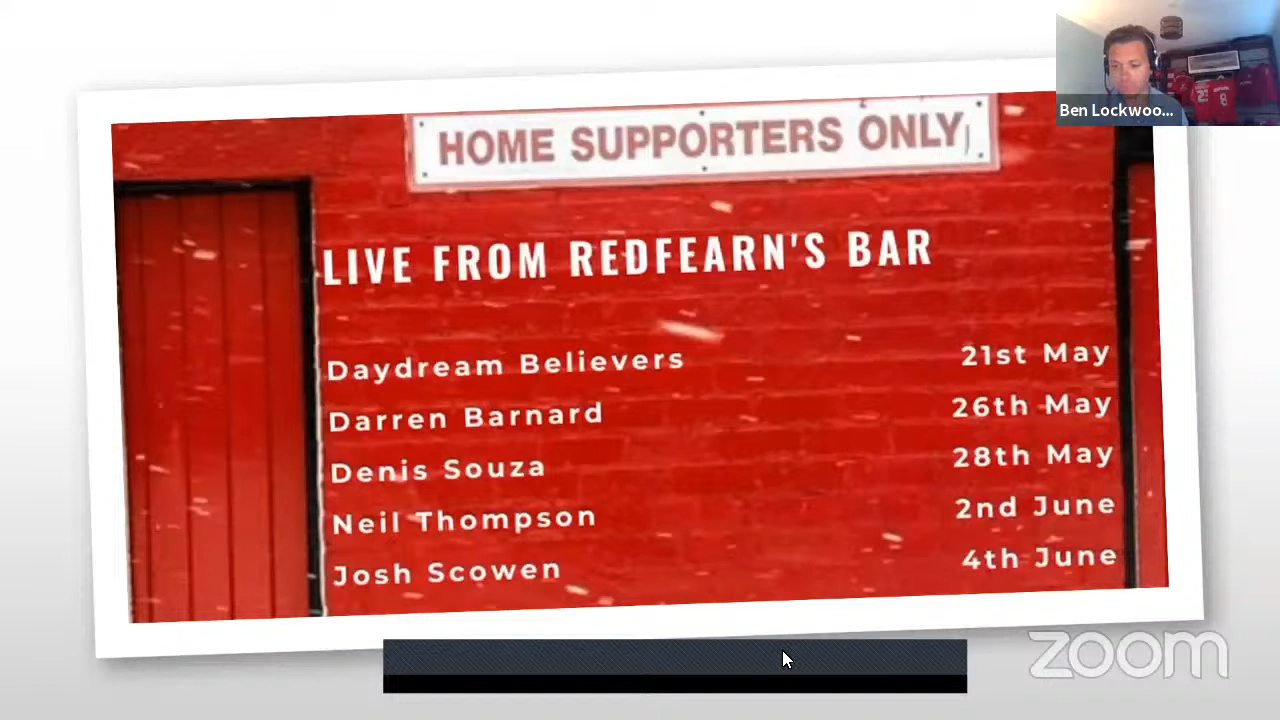 HOME SUPPORTERS ONLY
Ben Lockwoo...
LIVE FROM REDFEARN'S BAR
Daydream Believers 21st May
Darren Barnard 26th May
Denis Souza 28th May
Neil Thompson 2nd June
Josh Scowen 4th June
zoom